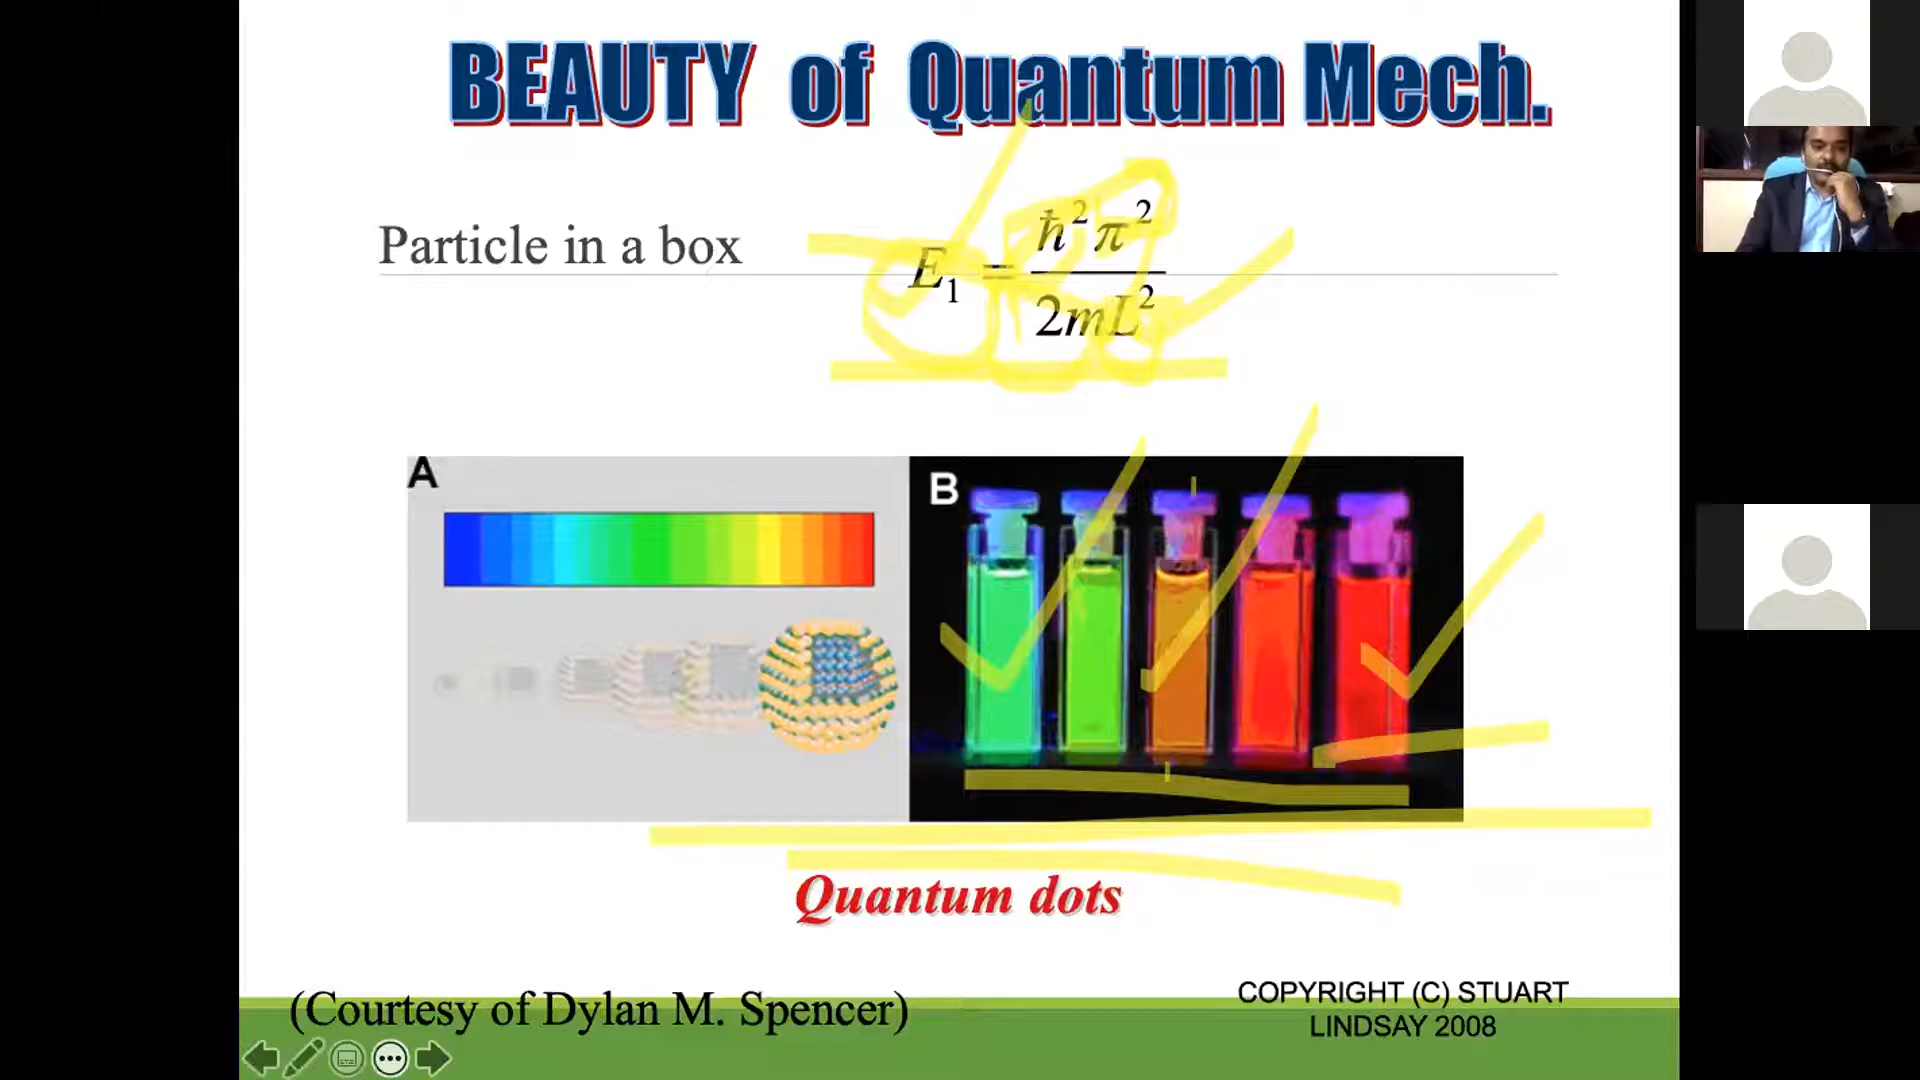 BEAUTY of Quantum Mech.
Particle in a box
E₁ = ħ²π² / 2mL²
A
B
Quantum dots
(Courtesy of Dylan M. Spencer)
COPYRIGHT (C) STUART
LINDSAY 2008